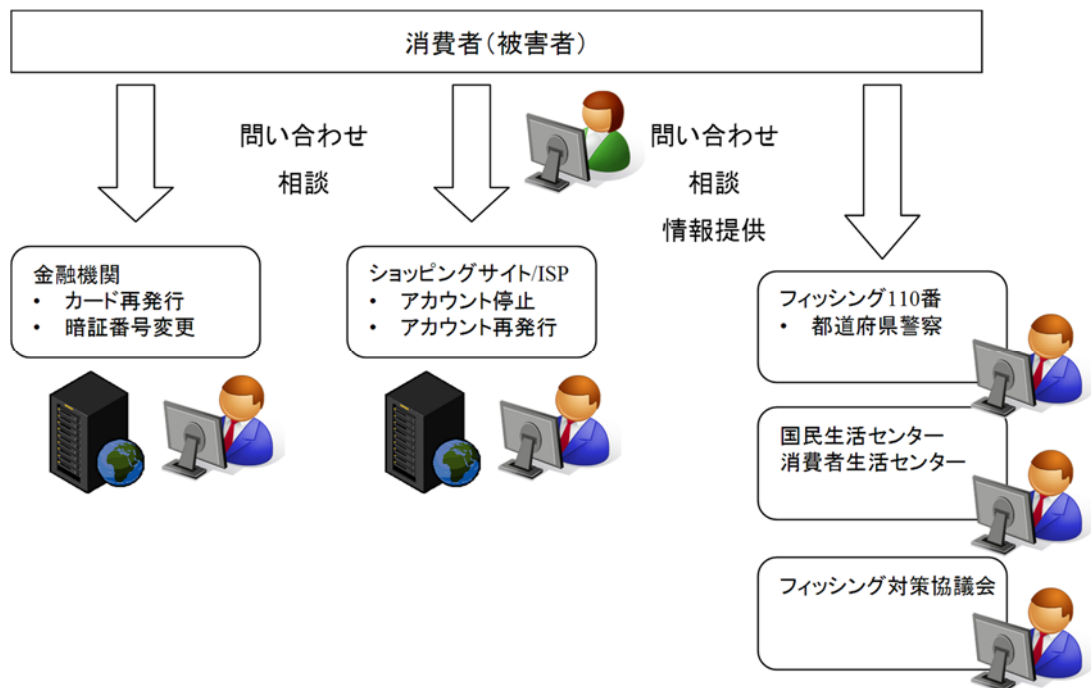 消費者(被害者)
問い合わせ
相談
問い合わせ
相談
情報提供
金融機関
• カード再発行
• 暗証番号変更
ショッピングサイト/ISP
• アカウント停止
• アカウント再発行
フィッシング110番
• 都道府県警察
国民生活センター
消費者生活センター
フィッシング対策協議会